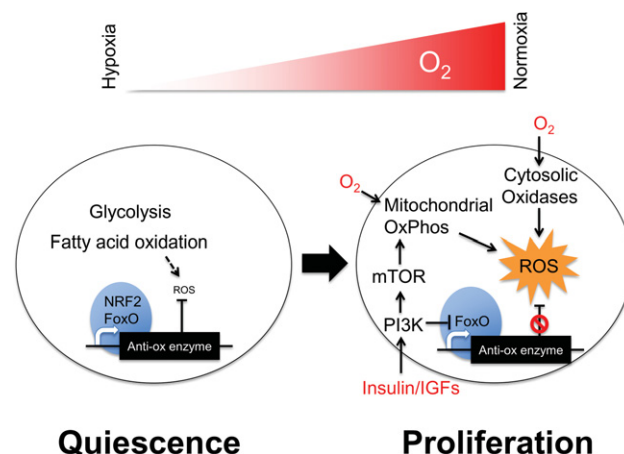 Hypoxia
O2
Normoxia
Glycolysis
Fatty acid oxidation
ROS
NRF2
FoxO
Anti-ox enzyme
O2
Cytosolic
Oxidases
O2
Mitochondrial
OxPhos
ROS
mTOR
PI3K
FoxO
Anti-ox enzyme
Insulin/IGFs
Quiescence
Proliferation